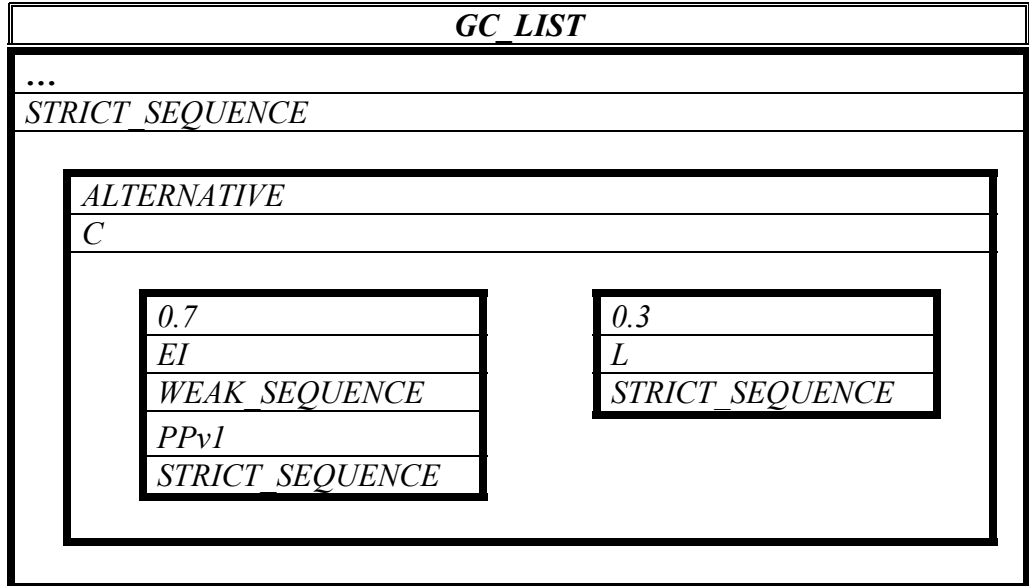 GC_LIST
…
STRICT_SEQUENCE
ALTERNATIVE
C
0.7
EI
WEAK_SEQUENCE
PPv1
STRICT_SEQUENCE
0.3
L
STRICT_SEQUENCE